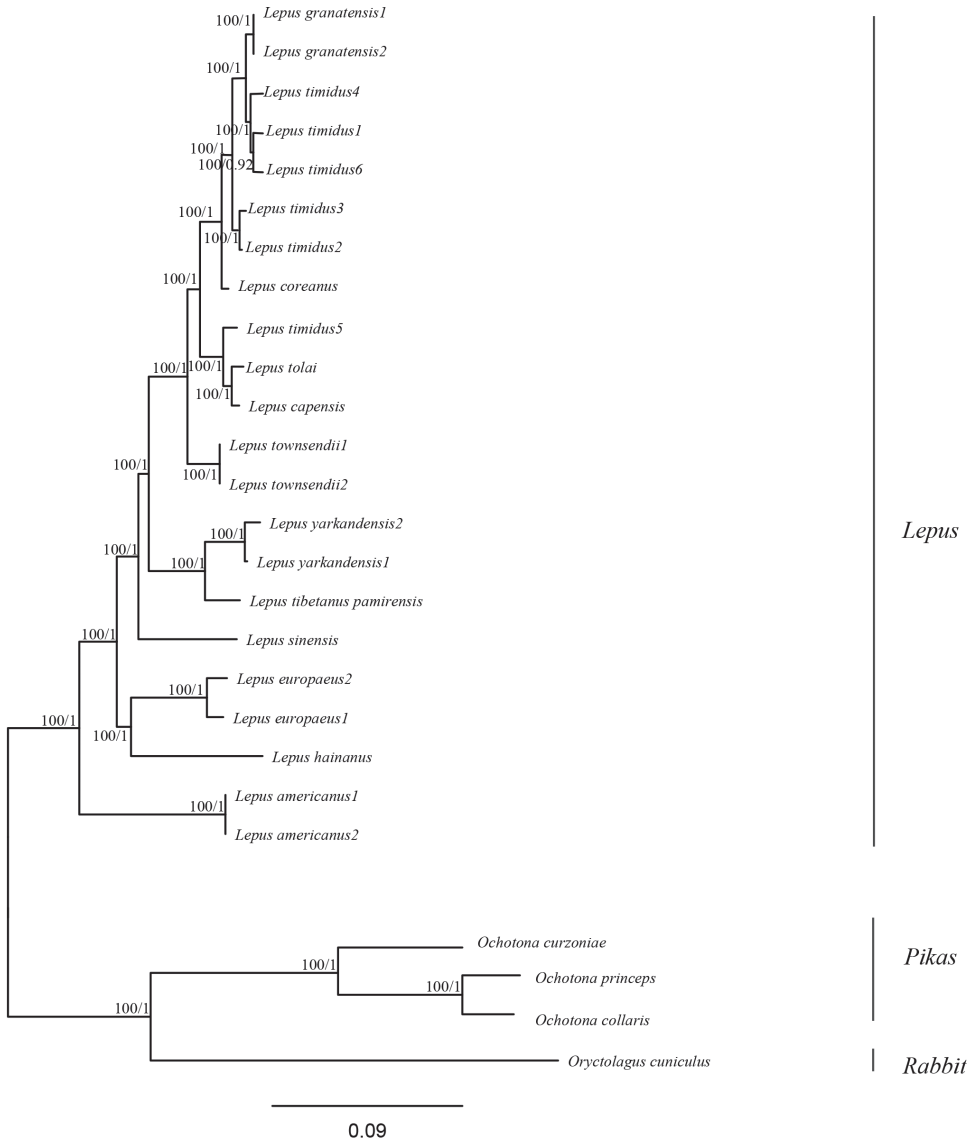 100/1 Lepus granatensis1
Lepus granatensis2
100/1
Lepus timidus4
100/1 Lepus timidus1
100/1
100/0.92 Lepus timidus6
100/1 Lepus timidus3
100/1 Lepus timidus2
100/1 Lepus coreanus
Lepus timidus5
100/1 100/1 Lepus tolai
100/1 Lepus capensis
Lepus townsendii1
100/1
100/1 Lepus townsendii2
Lepus yarkandensis2
100/1 Lepus
100/1 100/1 Lepus yarkandensis1
Lepus tibetanus pamirensis
100/1 Lepus sinensis
Lepus europaeus2
100/1
100/1 Lepus europaeus1
100/1
Lepus hainanus
Lepus americanus1
100/1
Lepus americanus2
Ochotona curzoniae
100/1 Pikas
Ochotona princeps
100/1
100/1 Ochotona collaris
Oryctolagus cuniculus Rabbit
0.09